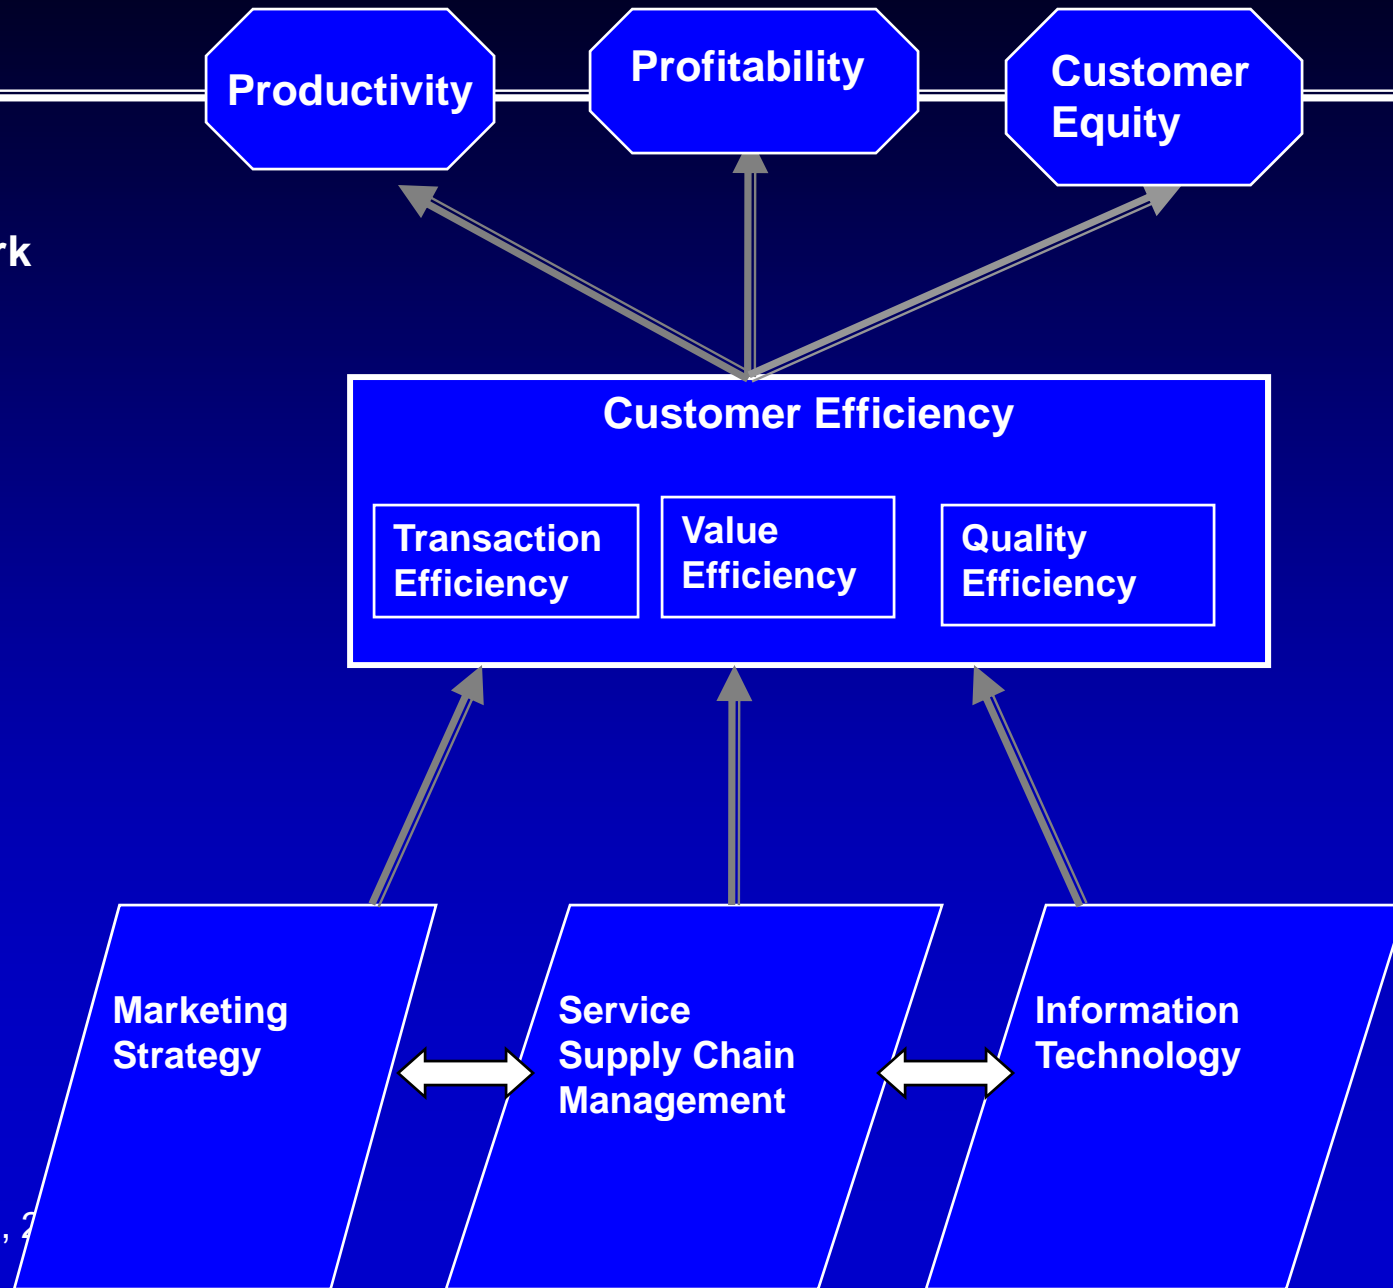 Productivity
Profitability
Customer
Equity
Customer Efficiency
Transaction
Efficiency
Value
Efficiency
Quality
Efficiency
Marketing
Strategy
Service
Supply Chain
Management
Information
Technology